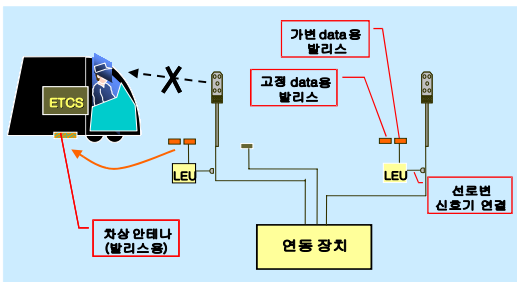 가변 data용
발리스
고정 data용
발리스
ETCS
X
LEU
LEU
선로변
신호기 연결
차상 안테나
(발리스용)
연동 장치